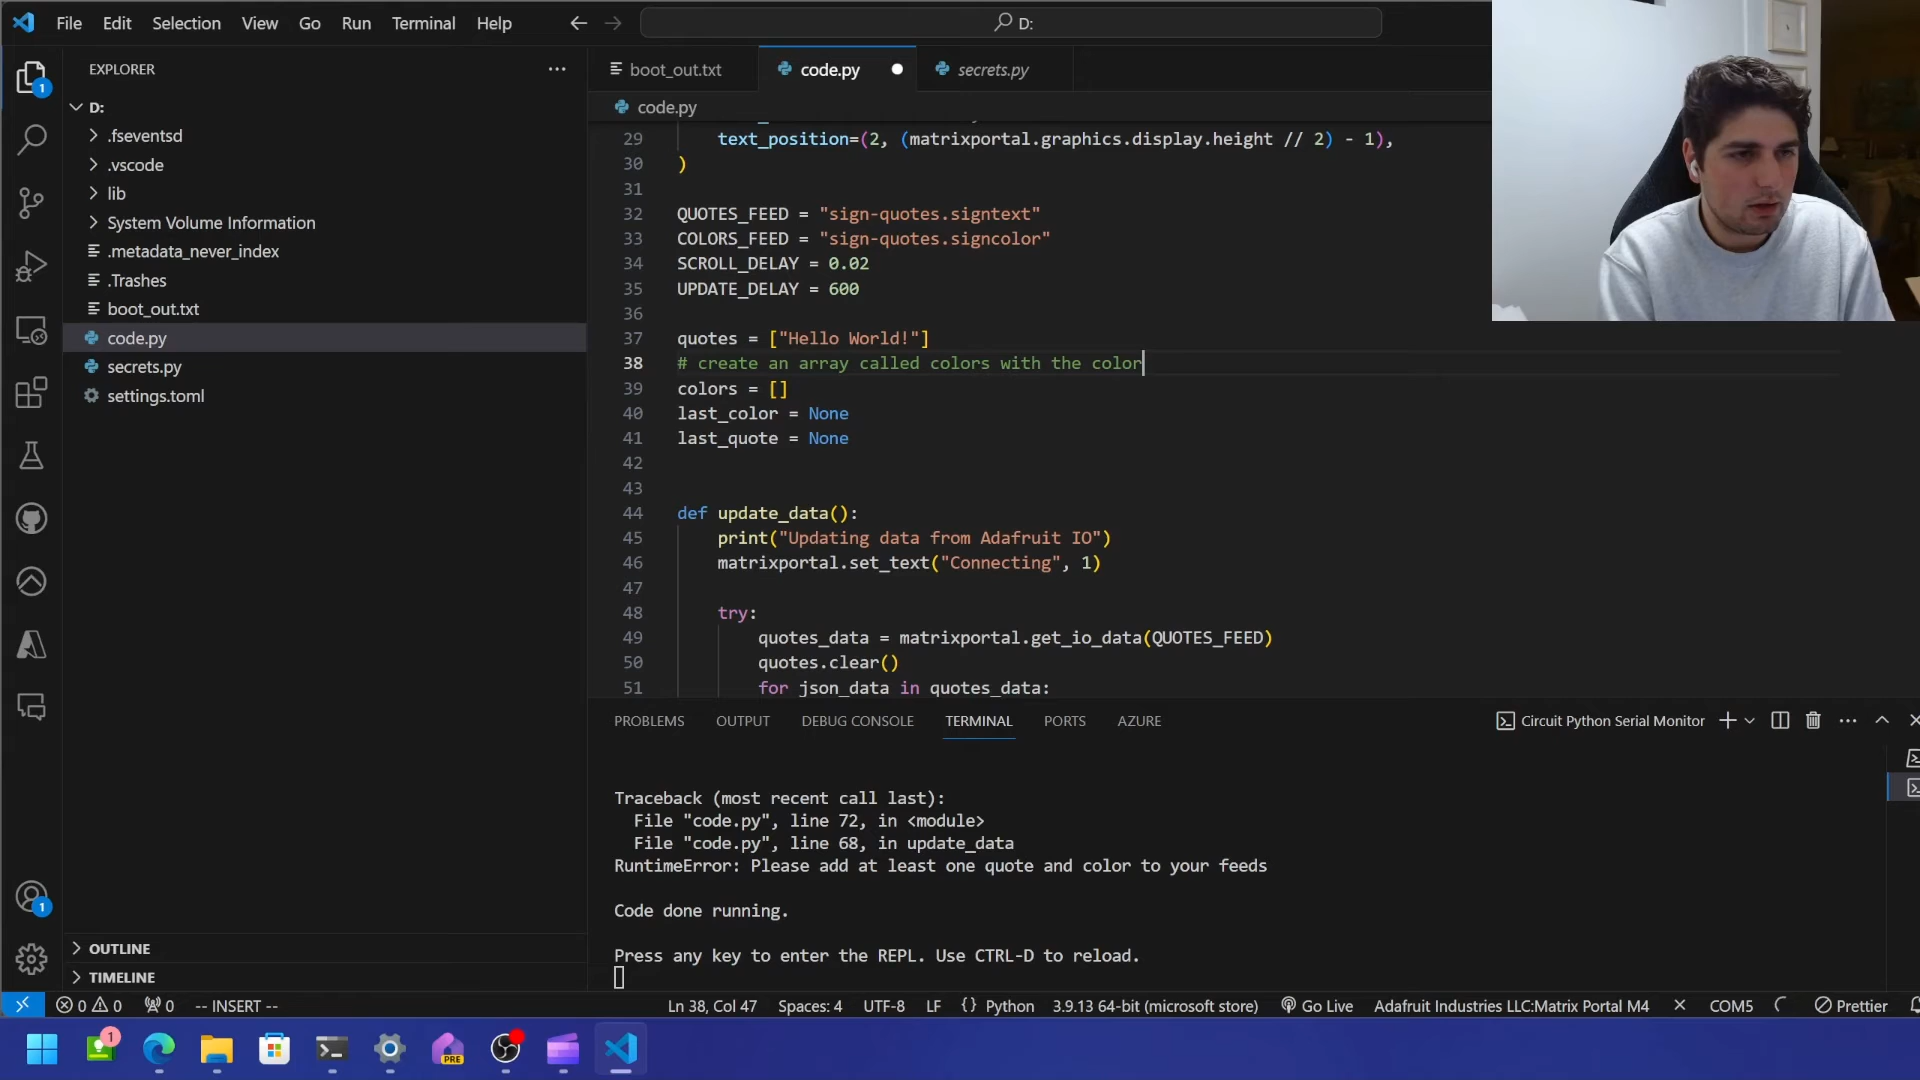 File Edit Selection View Go Run Terminal Help
D:
EXPLORER
D:
.fseventsd
.vscode
lib
System Volume Information
.metadata_never_index
.Trashes
boot_out.txt
code.py
secrets.py
settings.toml
OUTLINE
TIMELINE
1
1
boot_out.txt code.py secrets.py
code.py
29 text_position=(2, (matrixportal.graphics.display.height // 2) - 1),
30 )
31
32 QUOTES_FEED = "sign-quotes.signtext"
33 COLORS_FEED = "sign-quotes.signcolor"
34 SCROLL_DELAY = 0.02
35 UPDATE_DELAY = 600
36
37 quotes = ["Hello World!"]
38 # create an array called colors with the color
39 colors = []
40 last_color = None
41 last_quote = None
42
43
44 def update_data():
45 print("Updating data from Adafruit IO")
46 matrixportal.set_text("Connecting", 1)
47
48 try:
49 quotes_data = matrixportal.get_io_data(QUOTES_FEED)
50 quotes.clear()
51 for json_data in quotes_data:
PROBLEMS OUTPUT DEBUG CONSOLE TERMINAL PORTS AZURE
Circuit Python Serial Monitor
Traceback (most recent call last):
File "code.py", line 72, in <module>
File "code.py", line 68, in update_data
RuntimeError: Please add at least one quote and color to your feeds
Code done running.
Press any key to enter the REPL. Use CTRL-D to reload.
0 0 0 -- INSERT -- Ln 38, Col 47 Spaces: 4 UTF-8 LF {} Python 3.9.13 64-bit (microsoft store) Go Live Adafruit Industries LLC:Matrix Portal M4 COM5 Prettier
1
PRE